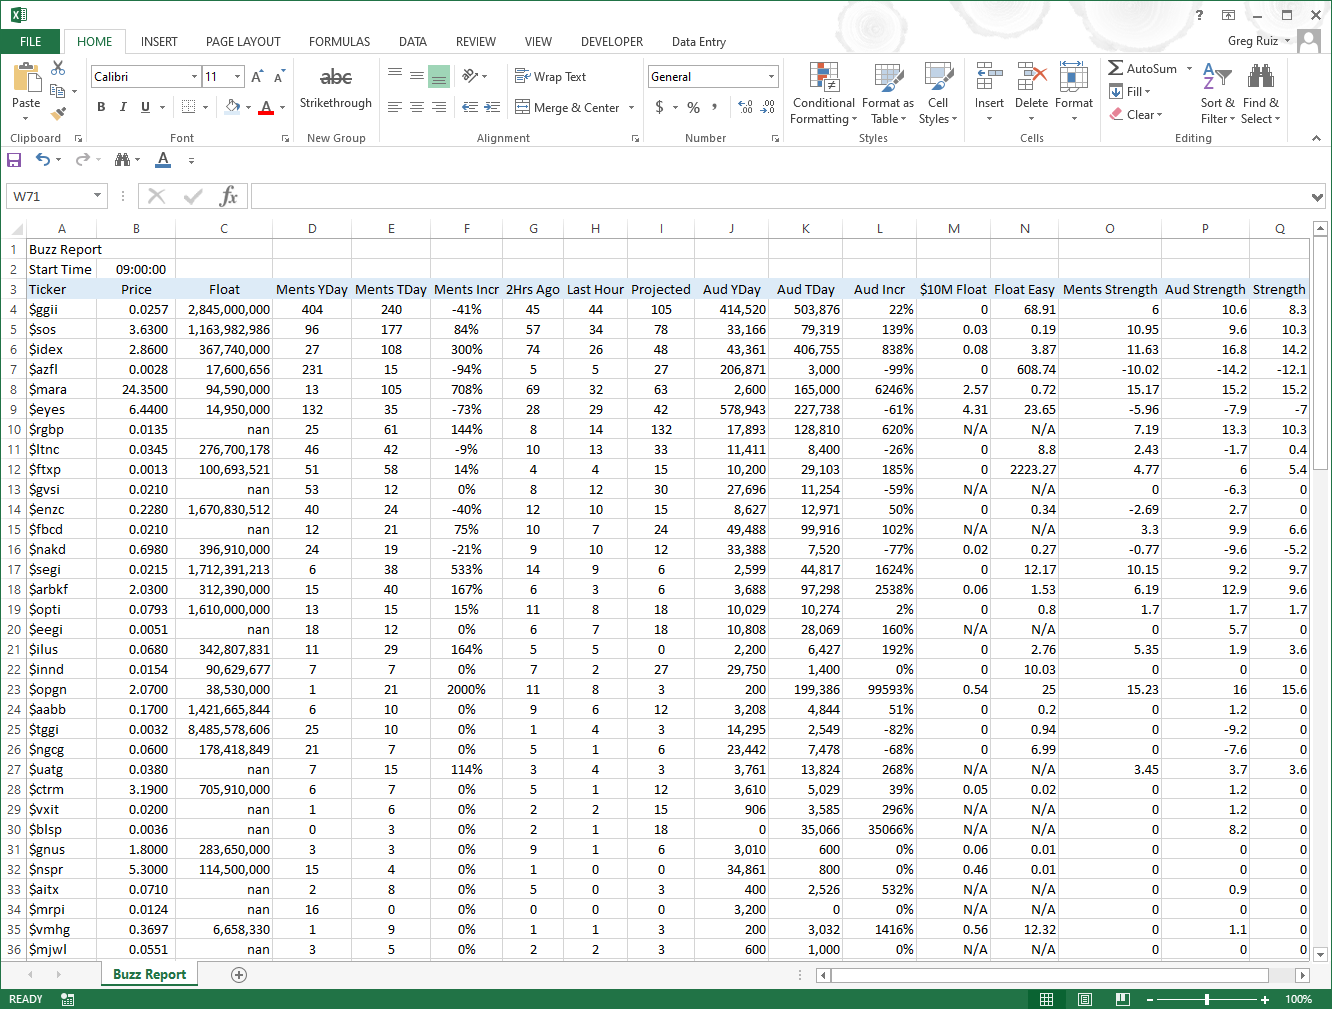 FILE HOME INSERT PAGE LAYOUT FORMULAS DATA REVIEW VIEW DEVELOPER Data Entry Greg Ruiz
Paste Calibri 11 abc Wrap Text General AutoSum
B I U Strikethrough Merge & Center $ % , Conditional Formatting Format as Table Cell Styles Insert Delete Format Fill Clear Sort & Filter Find & Select
Clipboard Font New Group Alignment Number Styles Cells Editing
W71 fx
A B C D E F G H I J K L M N O P Q
1 Buzz Report
2 Start Time 09:00:00
3 Ticker Price Float Ments YDay Ments TDay Ments Incr 2Hrs Ago Last Hour Projected Aud YDay Aud TDay Aud Incr $10M Float Float Easy Ments Strength Aud Strength Strength
4 $ggii 0.0257 2,845,000,000 404 240 -41% 45 44 105 414,520 503,876 22% 0 68.91 6 10.6 8.3
5 $sos 3.6300 1,163,982,986 96 177 84% 57 34 78 33,166 79,319 139% 0.03 0.19 10.95 9.6 10.3
6 $idex 2.8600 367,740,000 27 108 300% 74 26 48 43,361 406,755 838% 0.08 3.87 11.63 16.8 14.2
7 $azfl 0.0028 17,600,656 231 15 -94% 5 5 27 206,871 3,000 -99% 0 608.74 -10.02 -14.2 -12.1
8 $mara 24.3500 94,590,000 13 105 708% 69 32 63 2,600 165,000 6246% 2.57 0.72 15.17 15.2 15.2
9 $eyes 6.4400 14,950,000 132 35 -73% 28 29 42 578,943 227,738 -61% 4.31 23.65 -5.96 -7.9 -7
10 $rgbp 0.0135 nan 25 61 144% 8 14 132 17,893 128,810 620% N/A N/A 7.19 13.3 10.3
11 $ltnc 0.0345 276,700,178 46 42 -9% 10 13 33 11,411 8,400 -26% 0 8.8 2.43 -1.7 0.4
12 $ftxp 0.0013 100,693,521 51 58 14% 4 4 15 10,200 29,103 185% 0 2223.27 4.77 6 5.4
13 $gvsi 0.0210 nan 53 12 0% 8 12 30 27,696 11,254 -59% N/A N/A 0 -6.3 0
14 $enzc 0.2280 1,670,830,512 40 24 -40% 12 10 15 8,627 12,971 50% 0 0.34 -2.69 2.7 0
15 $fbcd 0.0210 nan 12 21 75% 10 7 24 49,488 99,916 102% N/A N/A 3.3 9.9 6.6
16 $nakd 0.6980 396,910,000 24 19 -21% 9 10 12 33,388 7,520 -77% 0.02 0.27 -0.77 -9.6 -5.2
17 $segi 0.0215 1,712,391,213 6 38 533% 14 9 6 2,599 44,817 1624% 0 12.17 10.15 9.2 9.7
18 $arbkf 2.0300 312,390,000 15 40 167% 6 3 6 3,688 97,298 2538% 0.06 1.53 6.19 12.9 9.6
19 $opti 0.0793 1,610,000,000 13 15 15% 11 8 18 10,029 10,274 2% 0 0.8 1.7 1.7 1.7
20 $eegi 0.0051 nan 18 12 0% 6 7 18 10,808 28,069 160% N/A N/A 0 5.7 0
21 $ilus 0.0680 342,807,831 11 29 164% 5 5 0 2,200 6,427 192% 0 2.76 5.35 1.9 3.6
22 $innd 0.0154 90,629,677 7 7 0% 7 2 27 29,750 1,400 0% 0 10.03 0 0 0
23 $opgn 2.0700 38,530,000 1 21 2000% 11 8 3 200 199,386 99593% 0.54 25 15.23 16 15.6
24 $aabb 0.1700 1,421,665,844 6 10 0% 9 6 12 3,208 4,844 51% 0 0.2 0 1.2 0
25 $tggi 0.0032 8,485,578,606 25 10 0% 1 4 3 14,295 2,549 -82% 0 0.94 0 -9.2 0
26 $ngcg 0.0600 178,418,849 21 7 0% 5 1 6 23,442 7,478 -68% 0 6.99 0 -7.6 0
27 $uatg 0.0380 nan 7 15 114% 3 4 3 3,761 13,824 268% N/A N/A 3.45 3.7 3.6
28 $ctrm 3.1900 705,910,000 6 7 0% 5 1 12 3,610 5,029 39% 0.05 0.02 0 1.2 0
29 $vxit 0.0200 nan 1 6 0% 2 2 15 906 3,585 296% N/A N/A 0 1.2 0
30 $blsp 0.0036 nan 0 3 0% 2 1 18 0 35,066 35066% N/A N/A 0 8.2 0
31 $gnus 1.8000 283,650,000 3 3 0% 9 1 6 3,010 600 0% 0.06 0.01 0 0 0
32 $nspr 5.3000 114,500,000 15 4 0% 1 0 0 34,861 800 0% 0.46 0.01 0 0 0
33 $aitx 0.0710 nan 2 8 0% 5 0 3 400 2,526 532% N/A N/A 0 0.9 0
34 $mrpi 0.0124 nan 16 0 0% 0 0 0 3,200 0 0% N/A N/A 0 0 0
35 $vmhg 0.3697 6,658,330 1 9 0% 1 1 3 200 3,032 1416% 0.56 12.32 0 1.1 0
36 $mjwl 0.0551 nan 3 5 0% 2 2 3 600 1,000 0% N/A N/A 0 0 0
Buzz Report
READY 100%